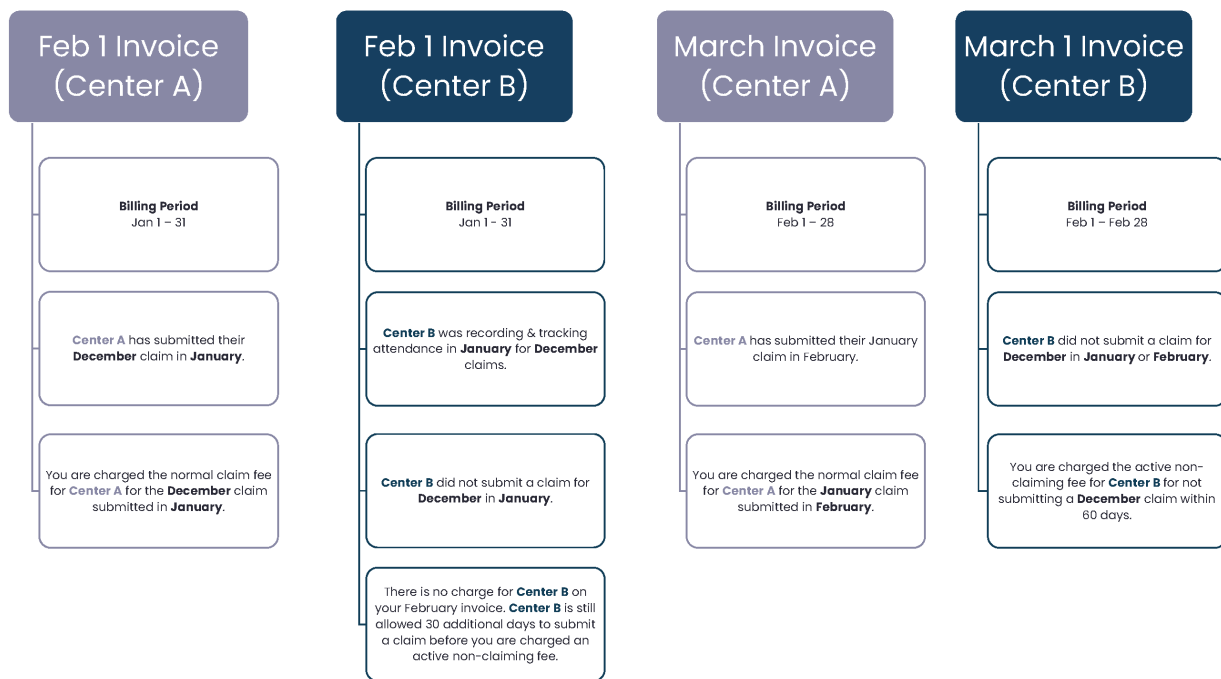 Feb 1 Invoice
(Center A)
Billing Period
Jan 1 – 31
Center A has submitted their
December claim in January.
You are charged the normal claim fee
for Center A for the December claim
submitted in January.
Feb 1 Invoice
(Center B)
Billing Period
Jan 1 - 31
Center B was recording & tracking
attendance in January for December
claims.
Center B did not submit a claim for
December in January.
There is no charge for Center B on
your February invoice. Center B is still
allowed 30 additional days to submit
a claim before you are charged an
active non-claiming fee.
March Invoice
(Center A)
Billing Period
Feb 1 – 28
Center A has submitted their January
claim in February.
You are charged the normal claim fee
for Center A for the January claim
submitted in February.
March 1 Invoice
(Center B)
Billing Period
Feb 1 – Feb 28
Center B did not submit a claim for
December in January or February.
You are charged the active non-
claiming fee for Center B for not
submitting a December claim within
60 days.